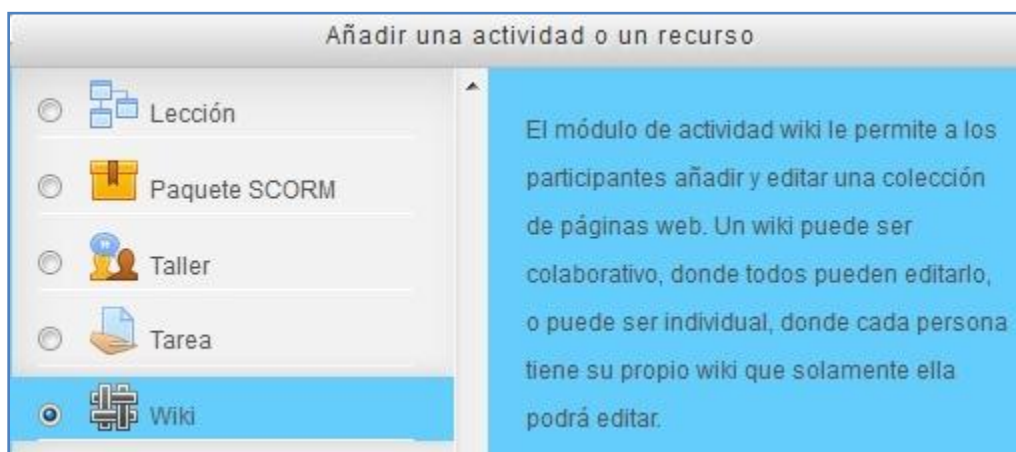 Añadir una actividad o un recurso
Lección
Paquete SCORM
Taller
Tarea
Wiki
El módulo de actividad wiki le permite a los
participantes añadir y editar una colección
de páginas web. Un wiki puede ser
colaborativo, donde todos pueden editarlo,
o puede ser individual, donde cada persona
tiene su propio wiki que solamente ella
podrá editar.